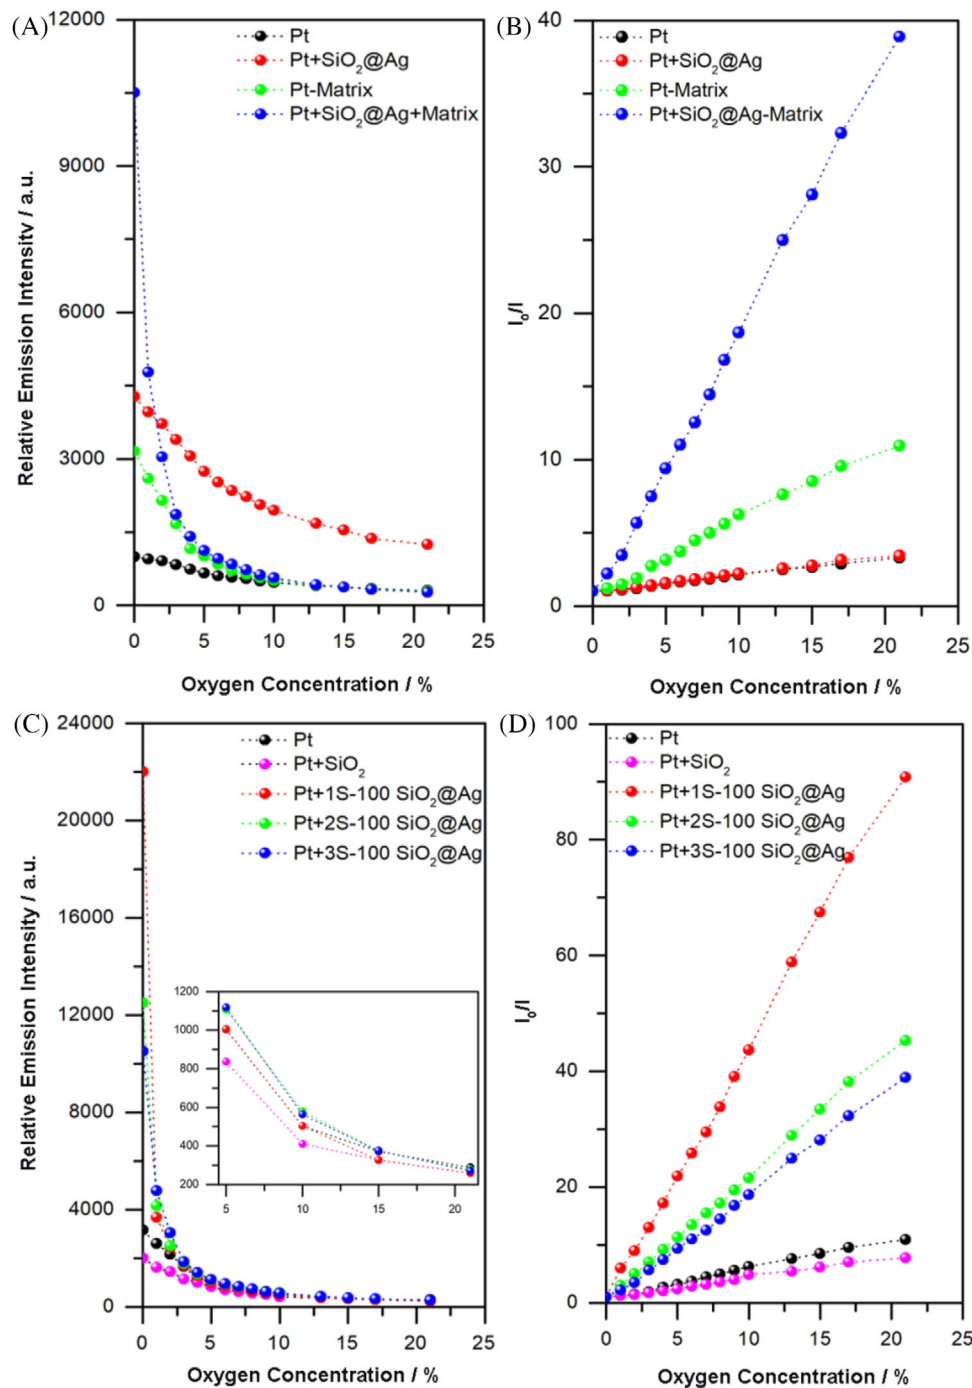 (A)
12000
9000
6000
3000
0
Relative Emission Intensity / a.u.
Pt
Pt+SiO₂@Ag
Pt-Matrix
Pt+SiO₂@Ag+Matrix
0 5 10 15 20 25
Oxygen Concentration / %
(B)
40
30
20
10
0
I₀/I
Pt
Pt+SiO₂@Ag
Pt-Matrix
Pt+SiO₂@Ag-Matrix
0 5 10 15 20 25
Oxygen Concentration / %
(C)
24000
20000
16000
12000
8000
4000
0
Relative Emission Intensity / a.u.
Pt
Pt+SiO₂
Pt+1S-100 SiO₂@Ag
Pt+2S-100 SiO₂@Ag
Pt+3S-100 SiO₂@Ag
1200
1000
800
600
400
200
5 10 15 20
0 5 10 15 20 25
Oxygen Concentration / %
(D)
100
80
60
40
20
0
I₀/I
Pt
Pt+SiO₂
Pt+1S-100 SiO₂@Ag
Pt+2S-100 SiO₂@Ag
Pt+3S-100 SiO₂@Ag
0 5 10 15 20 25
Oxygen Concentration / %